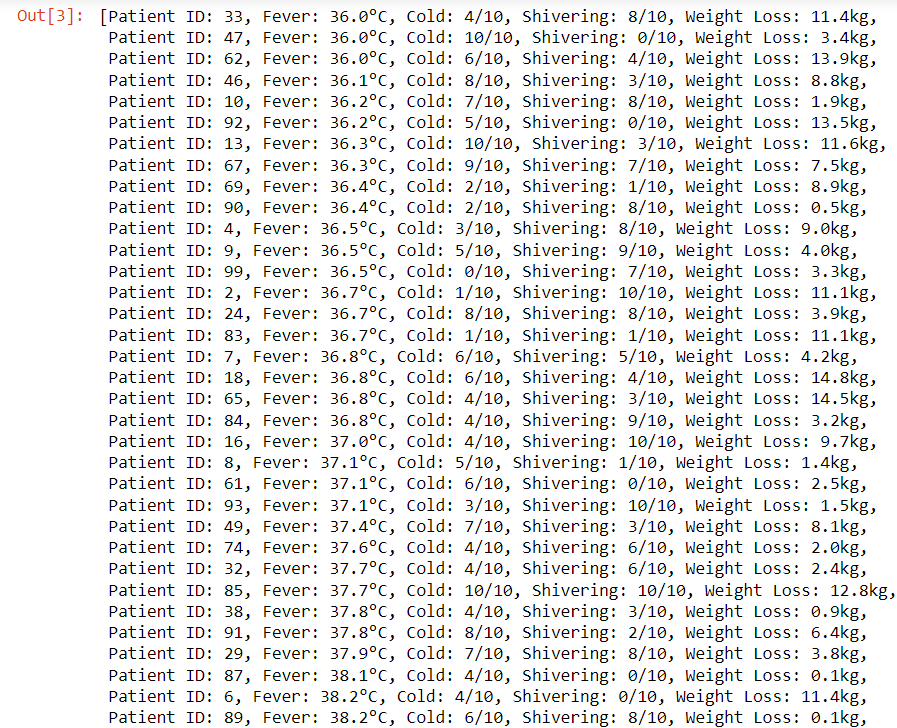 Out[3]: [Patient ID: 33, Fever: 36.0°C, Cold: 4/10, Shivering: 8/10, Weight Loss: 11.4kg,
Patient ID: 47, Fever: 36.0°C, Cold: 10/10, Shivering: 0/10, Weight Loss: 3.4kg,
Patient ID: 62, Fever: 36.0°C, Cold: 6/10, Shivering: 4/10, Weight Loss: 13.9kg,
Patient ID: 46, Fever: 36.1°C, Cold: 8/10, Shivering: 3/10, Weight Loss: 8.8kg,
Patient ID: 10, Fever: 36.2°C, Cold: 7/10, Shivering: 8/10, Weight Loss: 1.9kg,
Patient ID: 92, Fever: 36.2°C, Cold: 5/10, Shivering: 0/10, Weight Loss: 13.5kg,
Patient ID: 13, Fever: 36.3°C, Cold: 10/10, Shivering: 3/10, Weight Loss: 11.6kg,
Patient ID: 67, Fever: 36.3°C, Cold: 9/10, Shivering: 7/10, Weight Loss: 7.5kg,
Patient ID: 69, Fever: 36.4°C, Cold: 2/10, Shivering: 1/10, Weight Loss: 8.9kg,
Patient ID: 90, Fever: 36.4°C, Cold: 2/10, Shivering: 8/10, Weight Loss: 0.5kg,
Patient ID: 4, Fever: 36.5°C, Cold: 3/10, Shivering: 8/10, Weight Loss: 9.0kg,
Patient ID: 9, Fever: 36.5°C, Cold: 5/10, Shivering: 9/10, Weight Loss: 4.0kg,
Patient ID: 99, Fever: 36.5°C, Cold: 0/10, Shivering: 7/10, Weight Loss: 3.3kg,
Patient ID: 2, Fever: 36.7°C, Cold: 1/10, Shivering: 10/10, Weight Loss: 11.1kg,
Patient ID: 24, Fever: 36.7°C, Cold: 8/10, Shivering: 8/10, Weight Loss: 3.9kg,
Patient ID: 83, Fever: 36.7°C, Cold: 1/10, Shivering: 1/10, Weight Loss: 11.1kg,
Patient ID: 7, Fever: 36.8°C, Cold: 6/10, Shivering: 5/10, Weight Loss: 4.2kg,
Patient ID: 18, Fever: 36.8°C, Cold: 6/10, Shivering: 4/10, Weight Loss: 14.8kg,
Patient ID: 65, Fever: 36.8°C, Cold: 4/10, Shivering: 3/10, Weight Loss: 14.5kg,
Patient ID: 84, Fever: 36.8°C, Cold: 4/10, Shivering: 9/10, Weight Loss: 3.2kg,
Patient ID: 16, Fever: 37.0°C, Cold: 4/10, Shivering: 10/10, Weight Loss: 9.7kg,
Patient ID: 8, Fever: 37.1°C, Cold: 5/10, Shivering: 1/10, Weight Loss: 1.4kg,
Patient ID: 61, Fever: 37.1°C, Cold: 6/10, Shivering: 0/10, Weight Loss: 2.5kg,
Patient ID: 93, Fever: 37.1°C, Cold: 3/10, Shivering: 10/10, Weight Loss: 1.5kg,
Patient ID: 49, Fever: 37.4°C, Cold: 7/10, Shivering: 3/10, Weight Loss: 8.1kg,
Patient ID: 74, Fever: 37.6°C, Cold: 4/10, Shivering: 6/10, Weight Loss: 2.0kg,
Patient ID: 32, Fever: 37.7°C, Cold: 4/10, Shivering: 6/10, Weight Loss: 2.4kg,
Patient ID: 85, Fever: 37.7°C, Cold: 10/10, Shivering: 10/10, Weight Loss: 12.8kg,
Patient ID: 38, Fever: 37.8°C, Cold: 4/10, Shivering: 3/10, Weight Loss: 0.9kg,
Patient ID: 91, Fever: 37.8°C, Cold: 8/10, Shivering: 2/10, Weight Loss: 6.4kg,
Patient ID: 29, Fever: 37.9°C, Cold: 7/10, Shivering: 8/10, Weight Loss: 3.8kg,
Patient ID: 87, Fever: 38.1°C, Cold: 4/10, Shivering: 0/10, Weight Loss: 0.1kg,
Patient ID: 6, Fever: 38.2°C, Cold: 4/10, Shivering: 0/10, Weight Loss: 11.4kg,
Patient ID: 89, Fever: 38.2°C, Cold: 6/10, Shivering: 8/10, Weight Loss: 0.1kg,